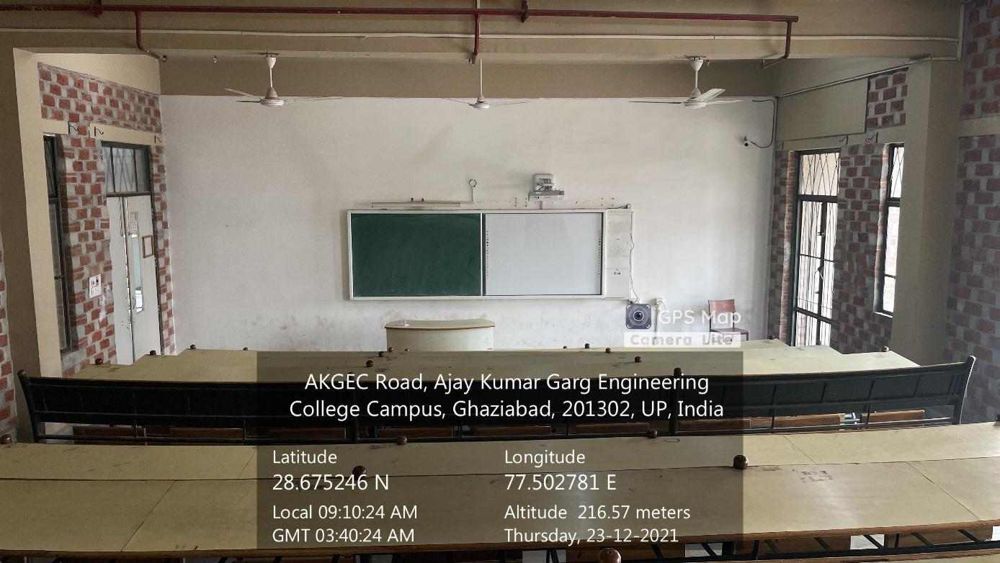 GPS Map
Camera Lite
AKGEC Road, Ajay Kumar Garg Engineering
College Campus, Ghaziabad, 201302, UP, India
Latitude
28.675246 N
Longitude
77.502781 E
Local 09:10:24 AM
GMT 03:40:24 AM
Altitude 216.57 meters
Thursday, 23-12-2021